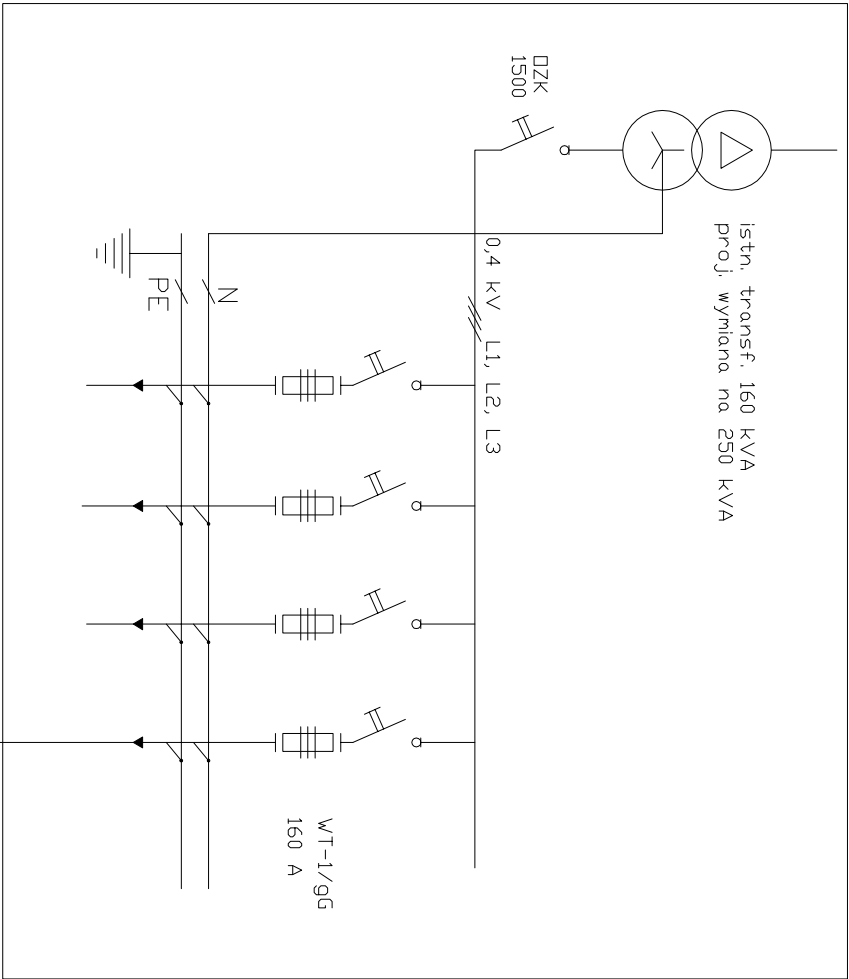 istn. transf. 160 kVA
proj. wymiana na 250 kVA
OZK
1500
0,4 kV L1, L2, L3
N
PE
WT-1/gG
160 A